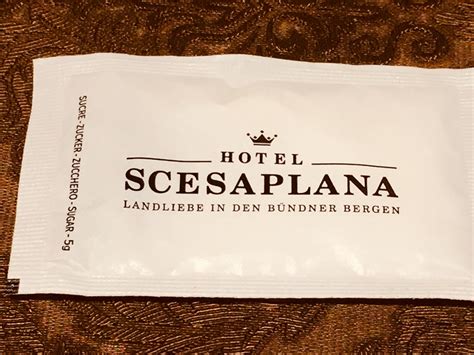 HOTEL
SCESAPLANA
LANDLIEBE IN DEN BÜNDNER BERGEN
SUCRE - ZUCKER - ZUCCHERO - SUGAR - 5g